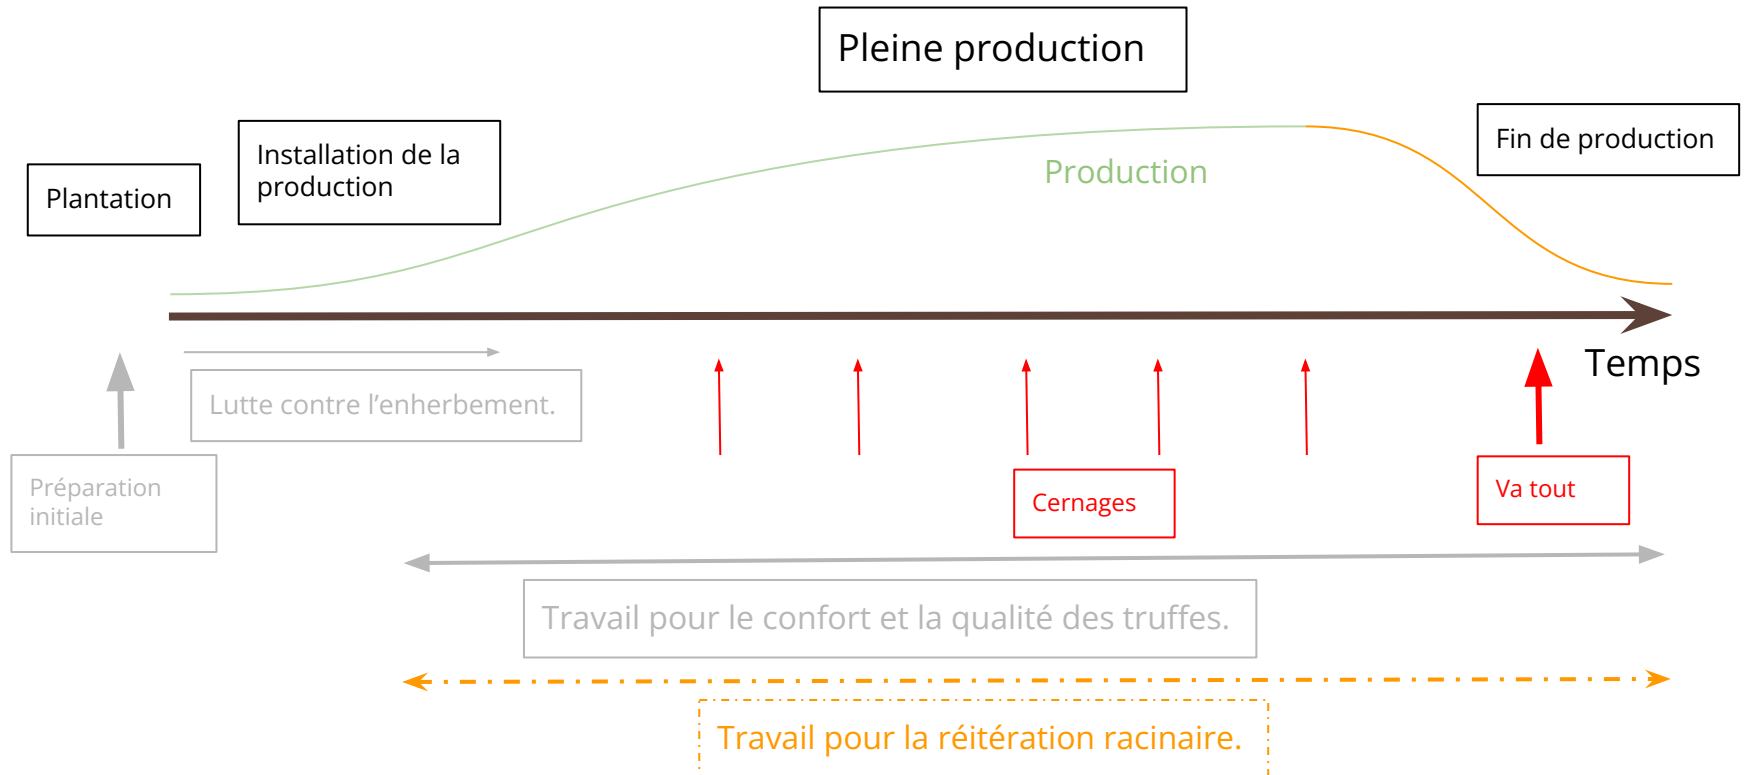 Pleine production
Fin de production
Installation de la
production
Production
Plantation
Temps
Lutte contre l’enherbement.
Préparation
initiale
Cernages
Va tout
Travail pour le confort et la qualité des truffes.
Travail pour la réitération racinaire.